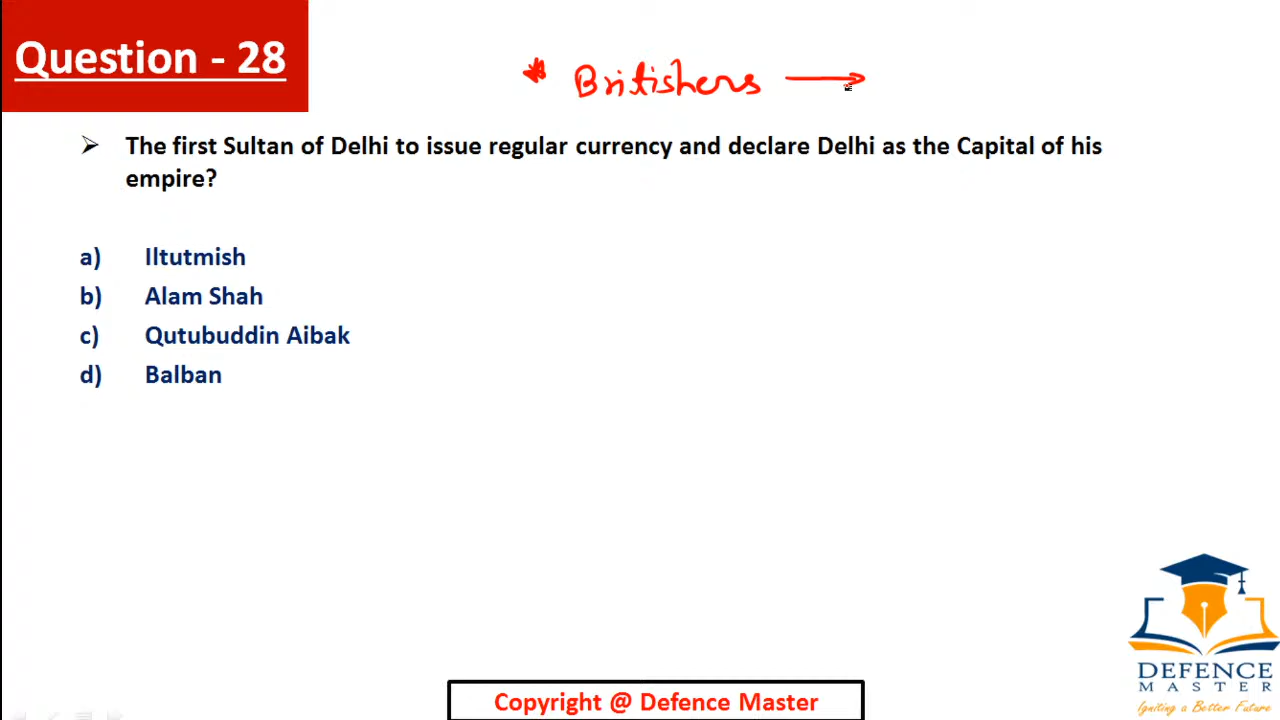 Question - 28
* Britishers →
➢ The first Sultan of Delhi to issue regular currency and declare Delhi as the Capital of his
empire?
a) Iltutmish
b) Alam Shah
c) Qutubuddin Aibak
d) Balban
DEFENCE
MASTER
Igniting a Better Future
Copyright @ Defence Master